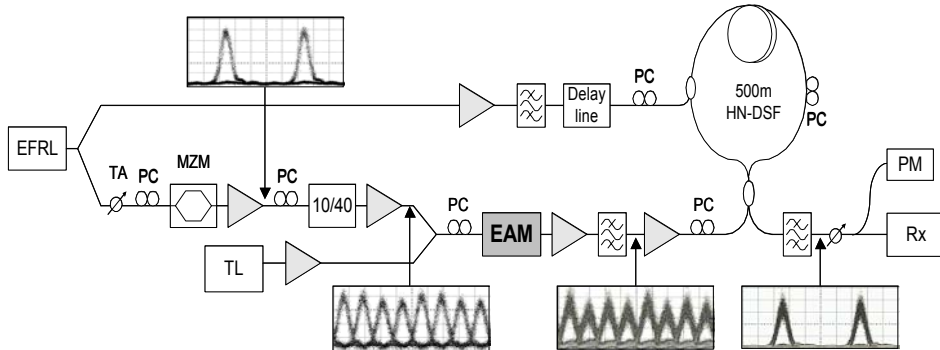 PC
500m
HN-DSF
PC
Delay
line
EFRL
TA
PC
MZM
PC
10/40
PM
PC
EAM
PC
Rx
TL